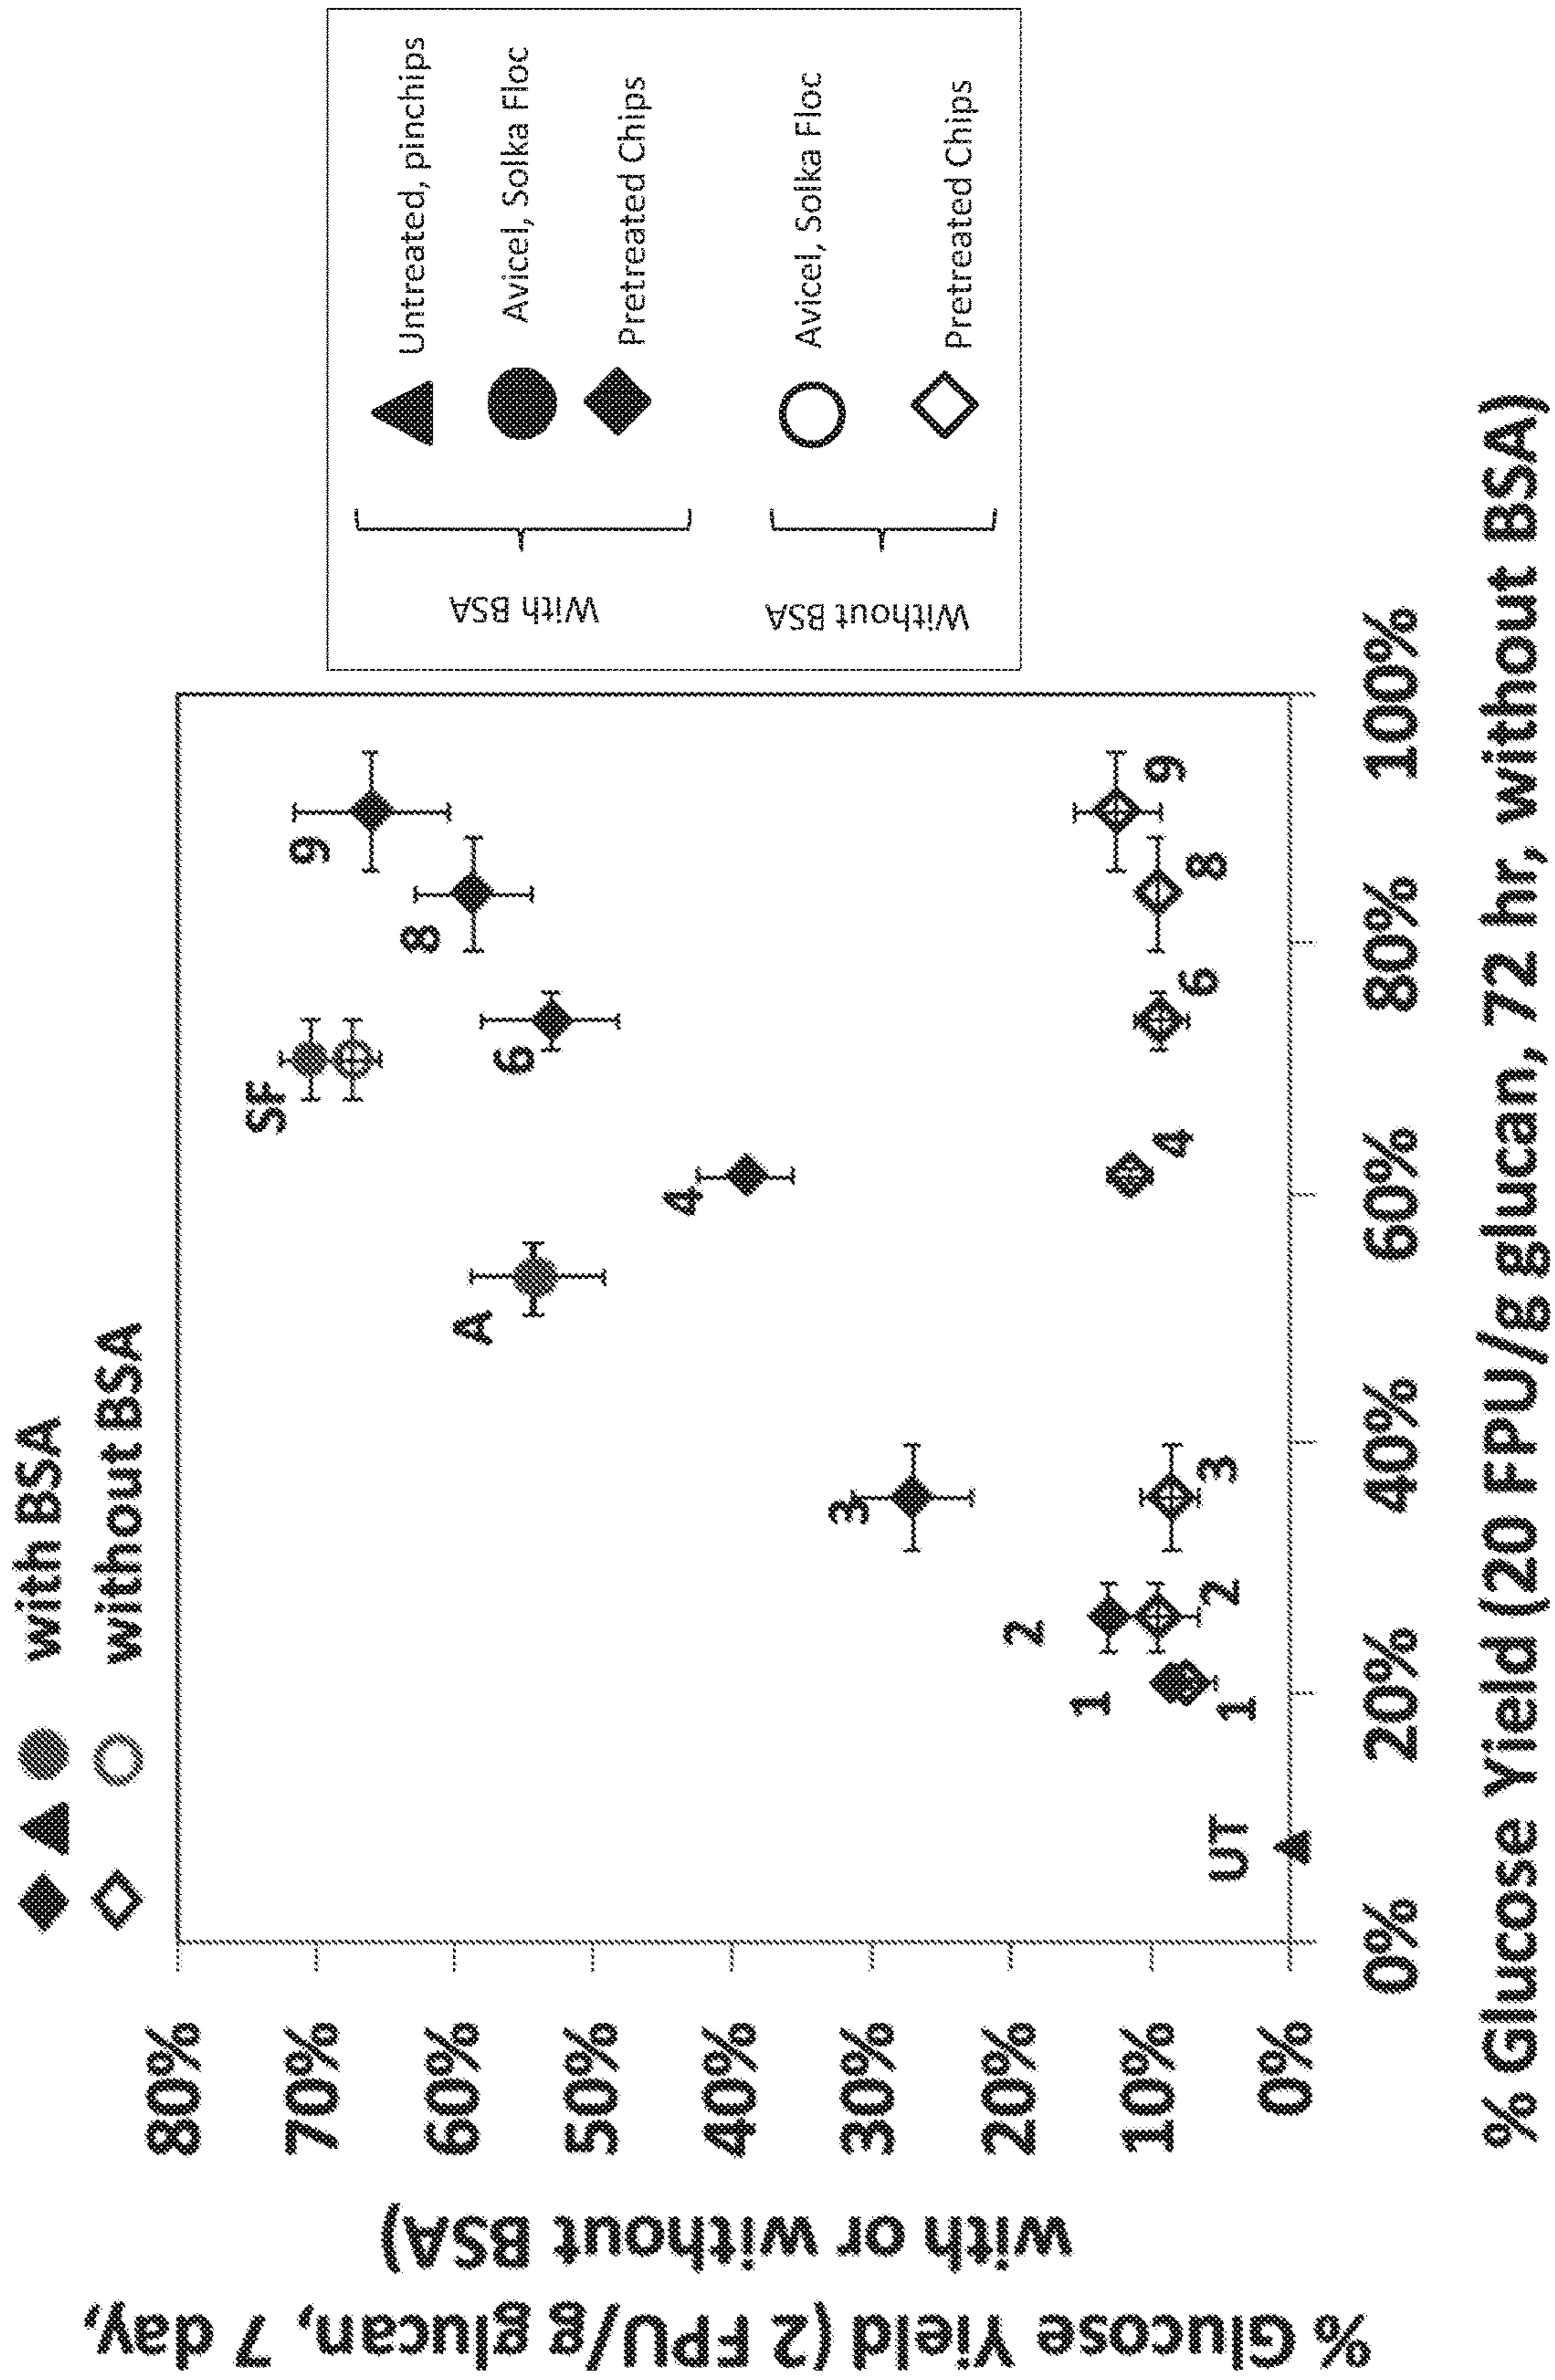 with BSA
without BSA
% Glucose Yield (2 FPU/g glucan, 7 day,
with or without BSA)
80%
70%
60%
50%
40%
30%
20%
10%
0%
SF
9
8
6
A
4
3
2
1
UT
1
2
3
4
6
8
9
0%
20%
40%
60%
80%
100%
% Glucose Yield (20 FPU/g glucan, 72 hr, without BSA)
With BSA
Untreated, pinchips
Avicel, Solka Floc
Pretreated Chips
Without BSA
Avicel, Solka Floc
Pretreated Chips